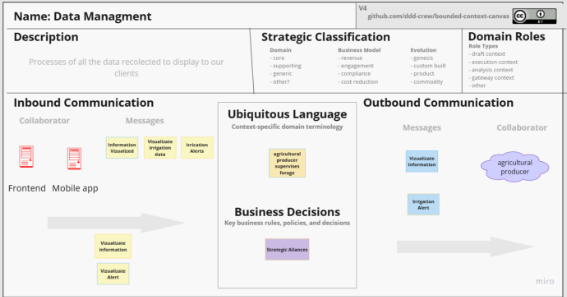 Name: Data Managment
V4
github.com/ddd-crew/bounded-context-canvas
Description
Processes of all the data recolected to display to our
clients
Strategic Classification
Domain
- core
- supporting
- generic
- other?
Business Model
- revenue
- engagement
- compliance
- cost reduction
Evolution
- genesis
- custom built
- product
- commodity
Domain Roles
Role Types
- draft context
- execution context
- analysis context
- gateway context
- other
Inbound Communication
Collaborator
Messages
Frontend
Mobile app
Information
Vizualized
Visualizate
irrigation
data
Irrication
Alerts
Visualizate
information
Visualizate
Alert
Ubiquitous Language
Context-specific domain terminology
agricultural
producer
supervises
forage
Business Decisions
Key business rules, policies, and decisions
Strategic Aliances
Outbound Communication
Messages
Collaborator
Visualizate
information
Irrigation
Alert
agricultural
producer
miro